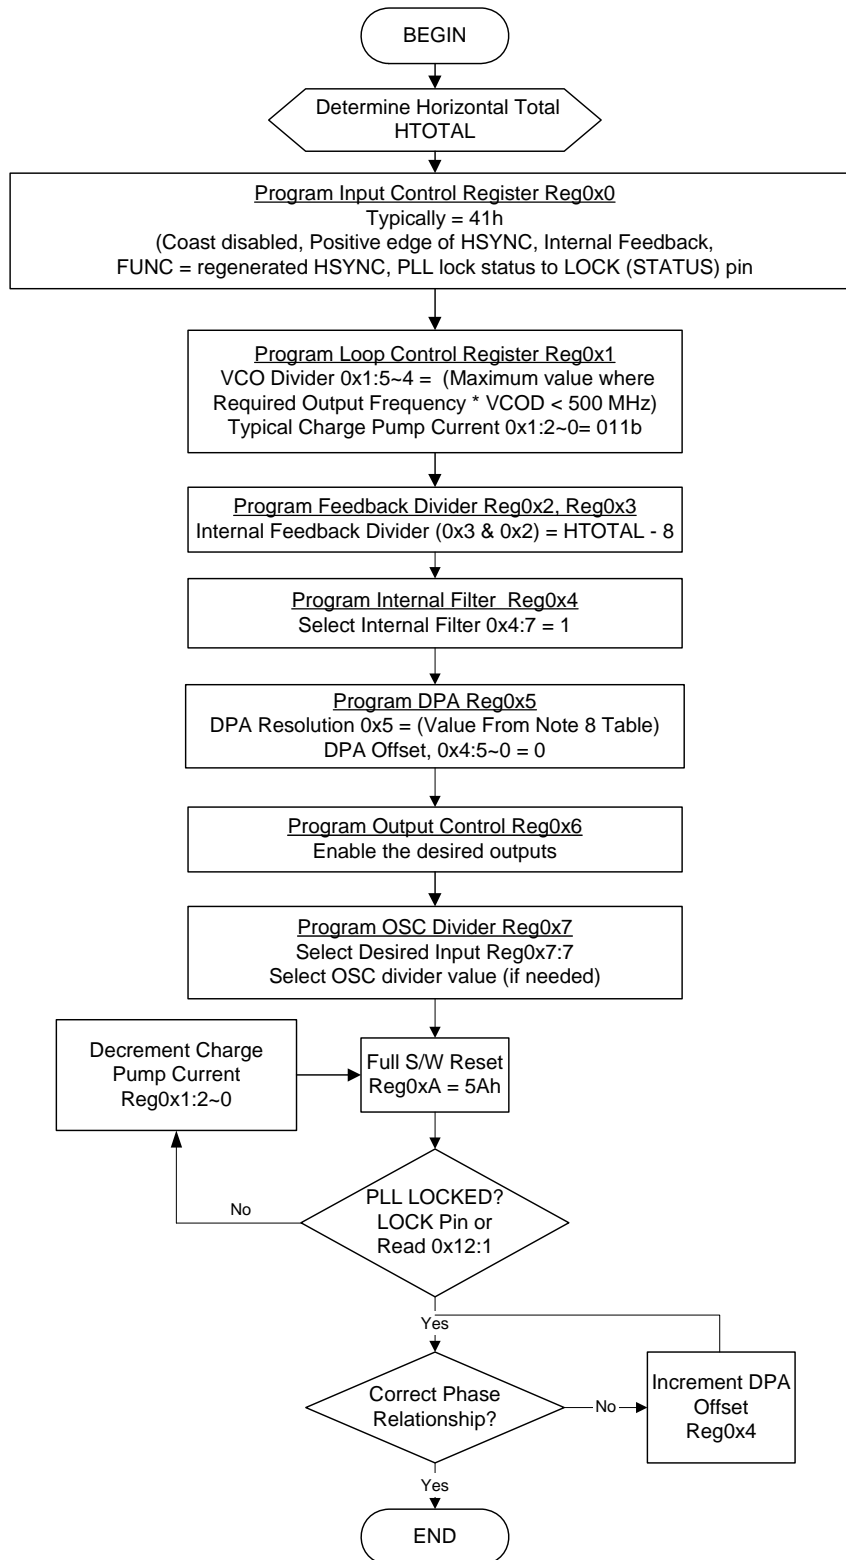 BEGIN
Determine Horizontal Total
HTOTAL
Program Input Control Register Reg0x0
Typically = 41h
(Coast disabled, Positive edge of HSYNC, Internal Feedback,
FUNC = regenerated HSYNC, PLL lock status to LOCK (STATUS) pin
Program Loop Control Register Reg0x1
VCO Divider 0x1:5~4 = (Maximum value where
Required Output Frequency * VCOD < 500 MHz)
Typical Charge Pump Current 0x1:2~0= 011b
Program Feedback Divider Reg0x2, Reg0x3
Internal Feedback Divider (0x3 & 0x2) = HTOTAL - 8
Program Internal Filter Reg0x4
Select Internal Filter 0x4:7 = 1
Program DPA Reg0x5
DPA Resolution 0x5 = (Value From Note 8 Table)
DPA Offset, 0x4:5~0 = 0
Program Output Control Reg0x6
Enable the desired outputs
Program OSC Divider Reg0x7
Select Desired Input Reg0x7:7
Select OSC divider value (if needed)
Decrement Charge
Pump Current
Reg0x1:2~0
Full S/W Reset
Reg0xA = 5Ah
PLL LOCKED?
LOCK Pin or
Read 0x12:1
No
Yes
Correct Phase
Relationship?
No
Increment DPA
Offset
Reg0x4
Yes
END